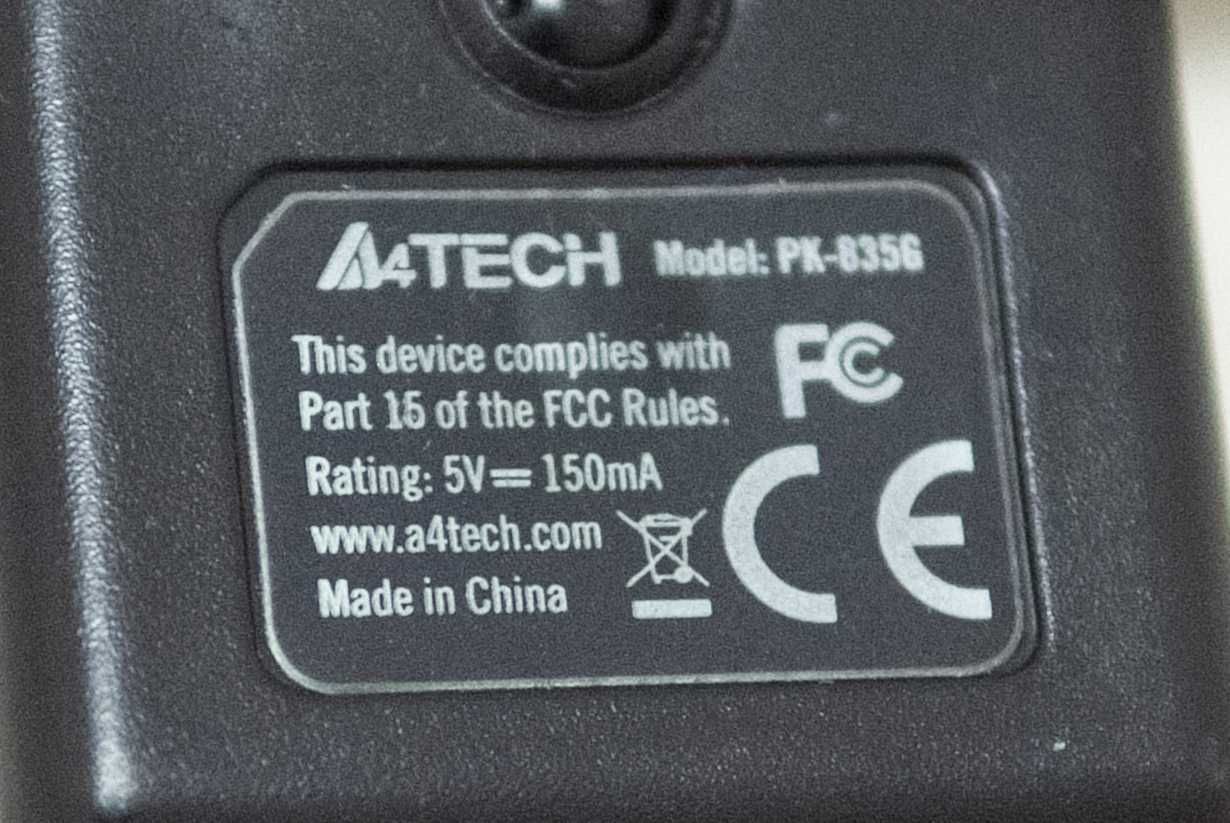 A4TECH Model: PK-835G
This device complies with
Part 15 of the FCC Rules.
Rating: 5V⎓150mA
www.a4tech.com
Made in China
FC
CE